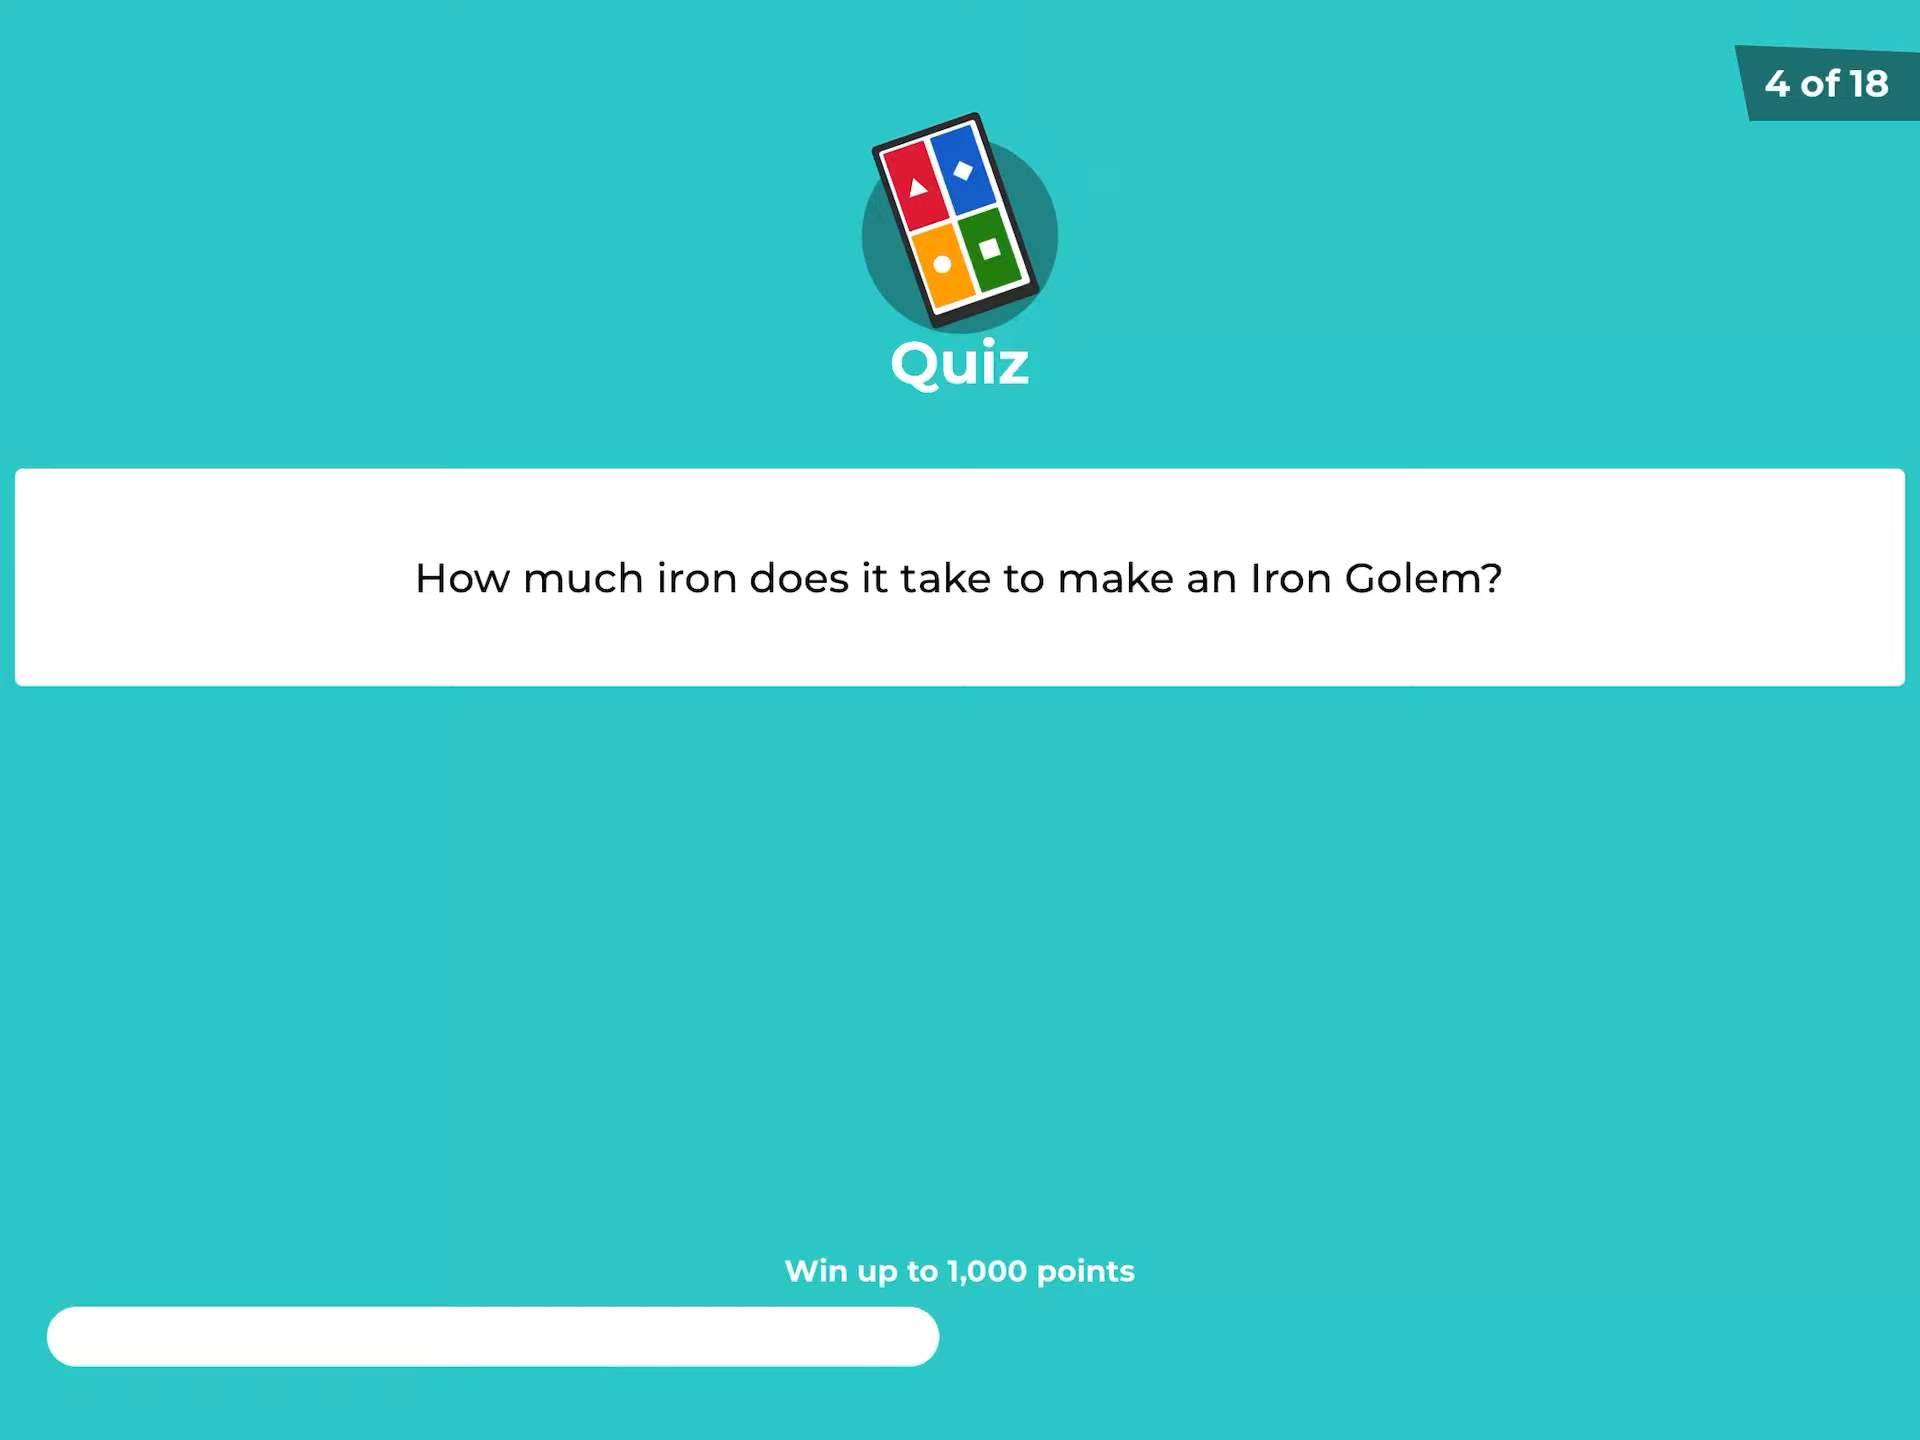 4 of 18
Quiz
How much iron does it take to make an Iron Golem?
Win up to 1,000 points